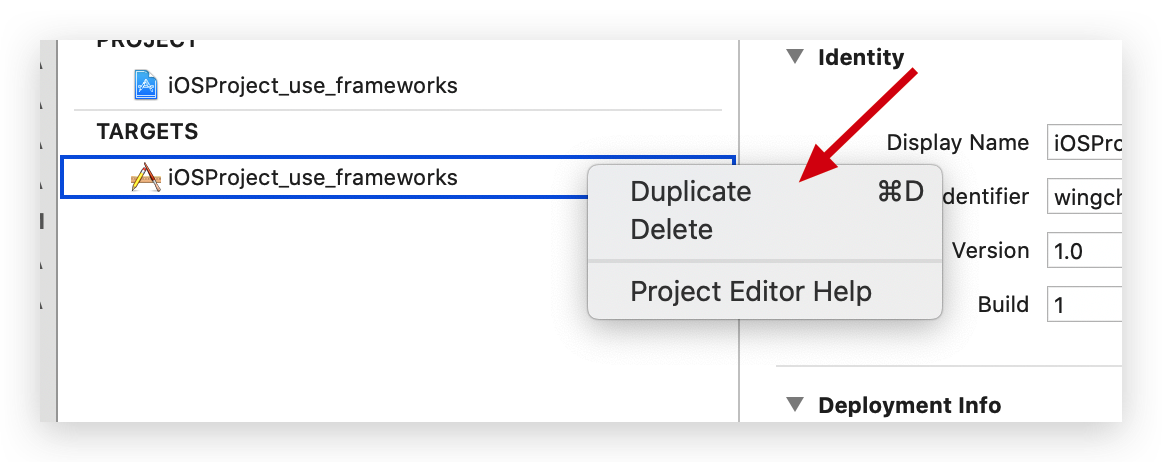 PROJECT
iOSProject_use_frameworks
TARGETS
iOSProject_use_frameworks
Duplicate ⌘D
Delete
Project Editor Help
Identity
Display Name iOSPro
dentifier wingch
Version 1.0
Build 1
Deployment Info